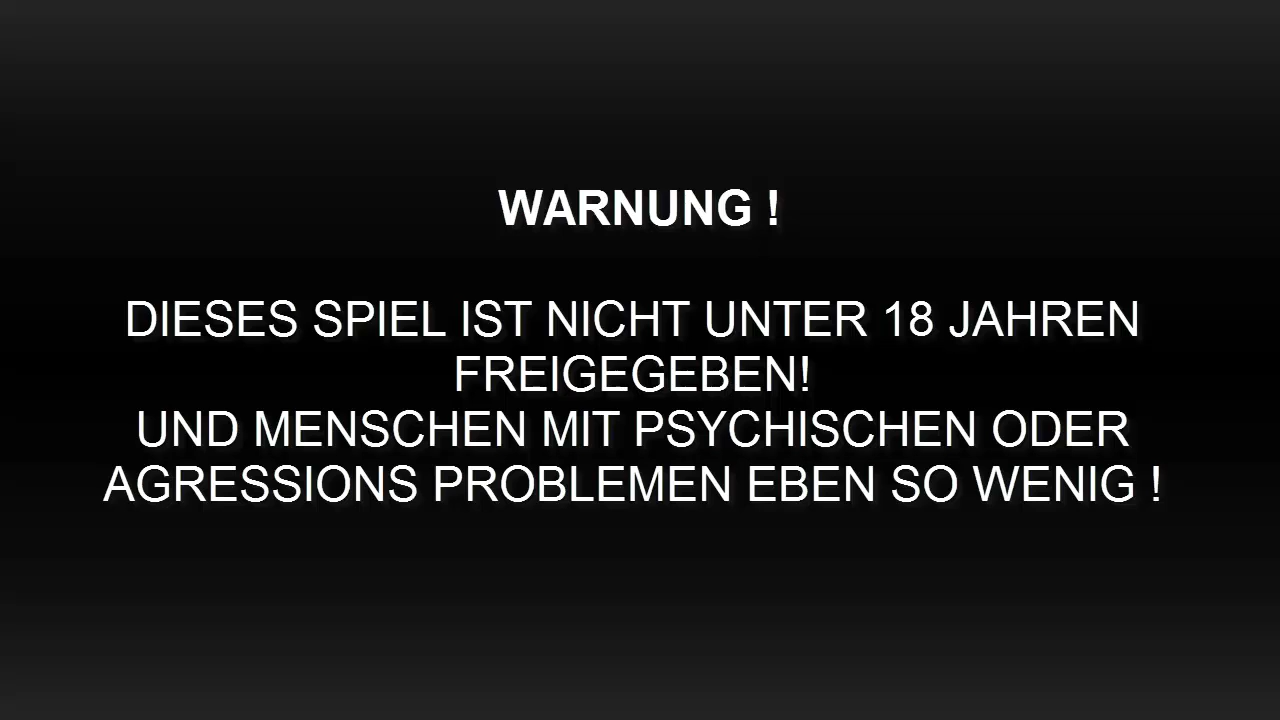 WARNUNG !
DIESES SPIEL IST NICHT UNTER 18 JAHREN
FREIGEGEBEN!
UND MENSCHEN MIT PSYCHISCHEN ODER
AGRESSIONS PROBLEMEN EBEN SO WENIG !